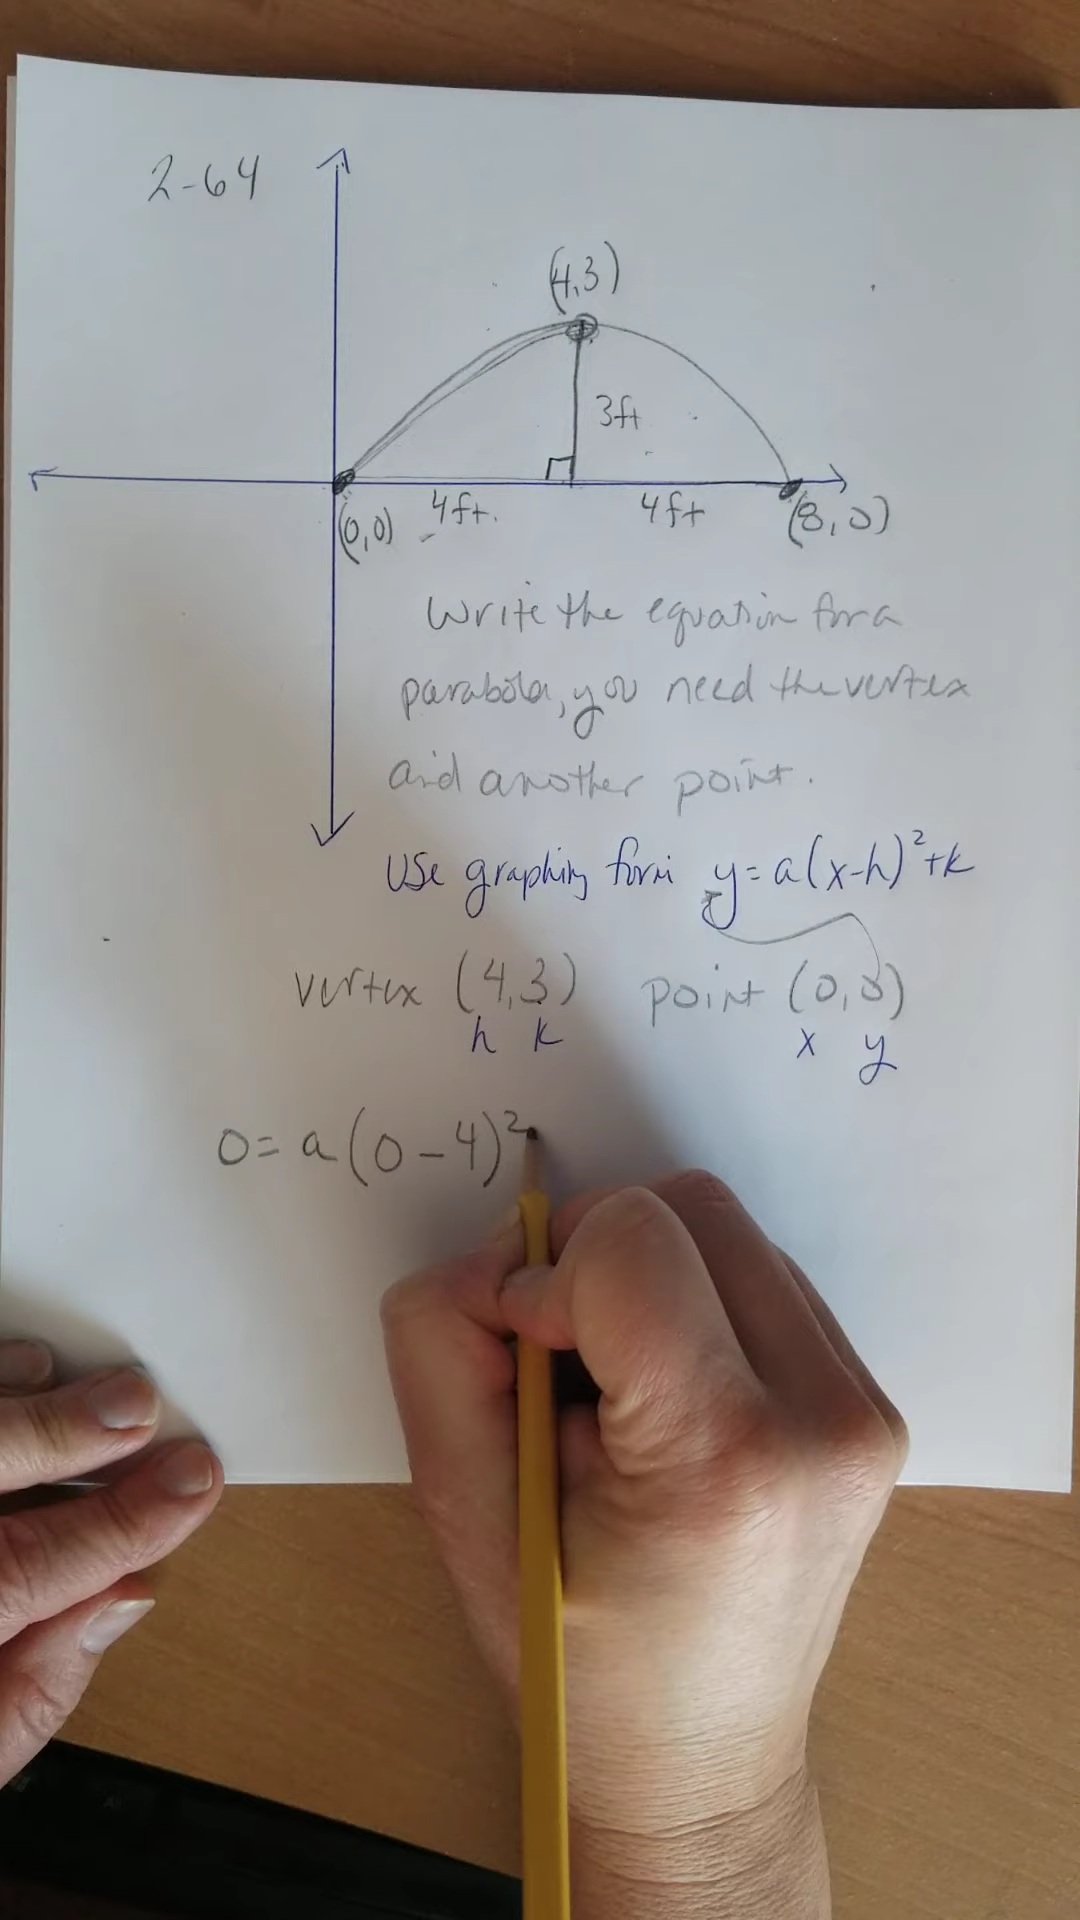 2-64
(4,3)
3ft
(0,0) 4ft. 4ft (8,0)
Write the equation for a
parabola, you need the vertex
and another point.
Use graphing form y=a(x-h)²+k
vertex (4,3) point (0,0)
h k x y
0=a(0-4)²